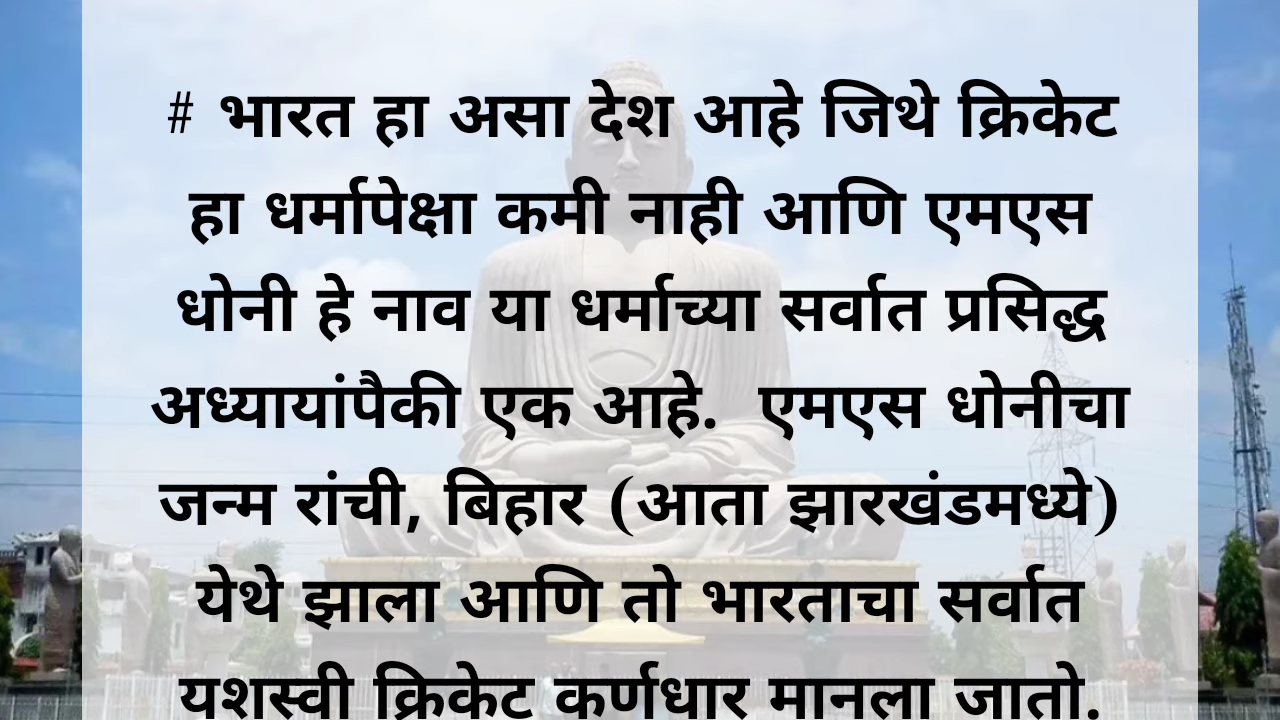 # भारत हा असा देश आहे जिथे क्रिकेट
हा धर्मापेक्षा कमी नाही आणि एमएस
धोनी हे नाव या धर्माच्या सर्वात प्रसिद्ध
अध्यायांपैकी एक आहे. एमएस धोनीचा
जन्म रांची, बिहार (आता झारखंडमध्ये)
येथे झाला आणि तो भारताचा सर्वात
यशस्वी क्रिकेट कर्णधार मानला जातो.